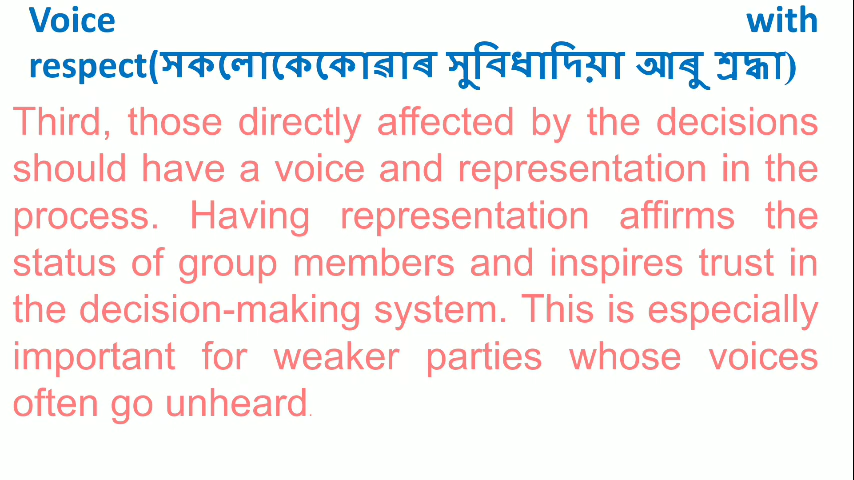 Voice with
respect(সকলোকেকোৱাৰ সুবিধাদিয়া আৰু শ্ৰদ্ধা)
Third, those directly affected by the decisions
should have a voice and representation in the
process. Having representation affirms the
status of group members and inspires trust in
the decision-making system. This is especially
important for weaker parties whose voices
often go unheard.